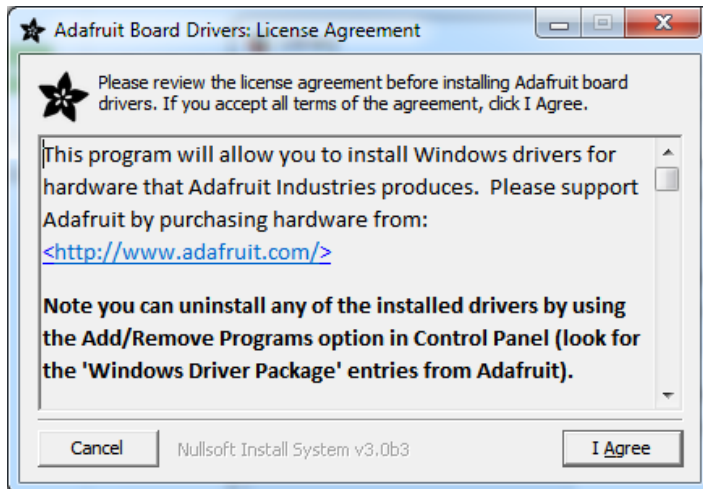 Adafruit Board Drivers: License Agreement
Please review the license agreement before installing Adafruit board
drivers. If you accept all terms of the agreement, click I Agree.
This program will allow you to install Windows drivers for
hardware that Adafruit Industries produces.  Please support
Adafruit by purchasing hardware from:
<http://www.adafruit.com/>
Note you can uninstall any of the installed drivers by using
the Add/Remove Programs option in Control Panel (look for
the 'Windows Driver Package' entries from Adafruit).
Cancel
Nullsoft Install System v3.0b3
I Agree